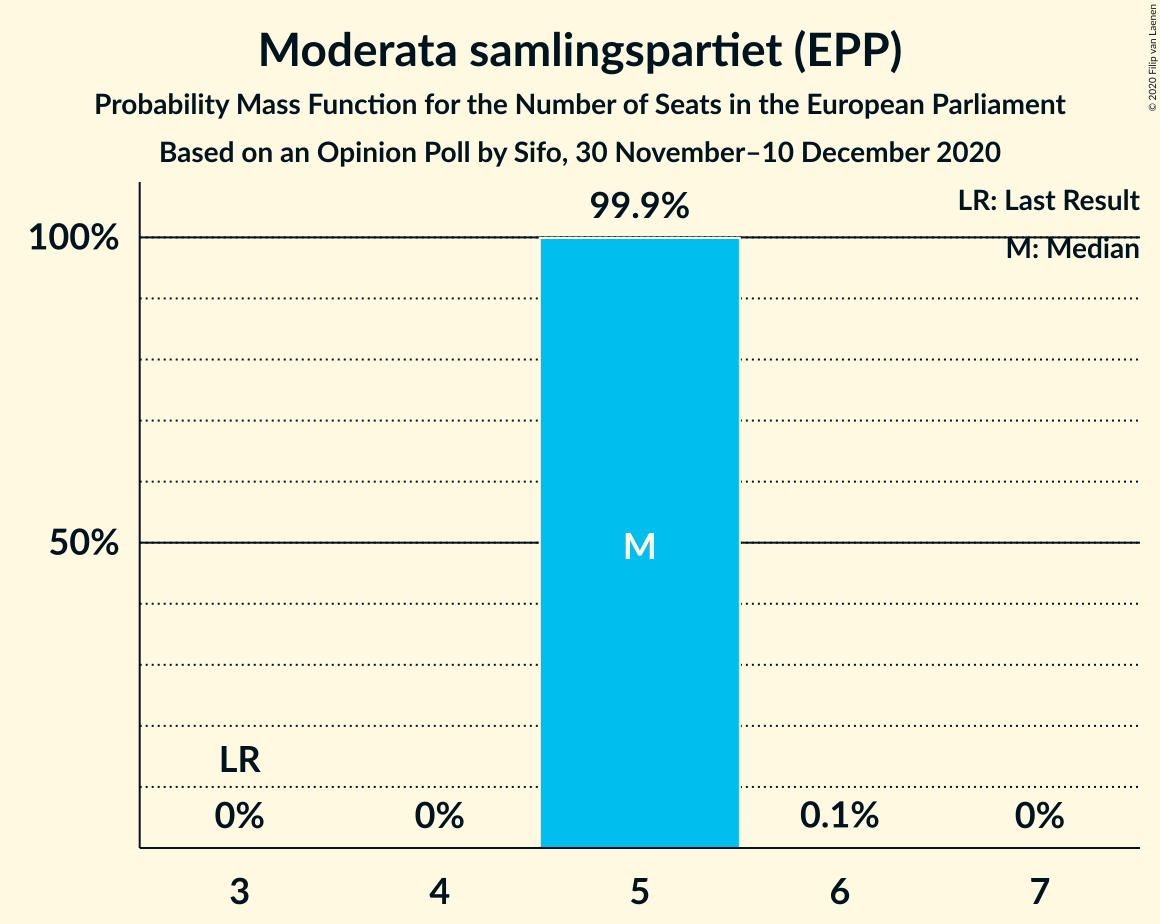 Moderata samlingspartiet (EPP)
Probability Mass Function for the Number of Seats in the European Parliament
Based on an Opinion Poll by Sifo, 30 November–10 December 2020
© 2020 Filip van Laenen
LR: Last Result
M: Median
99.9%
100%
50%
M
LR
0%
0%
0.1%
0%
3
4
5
6
7